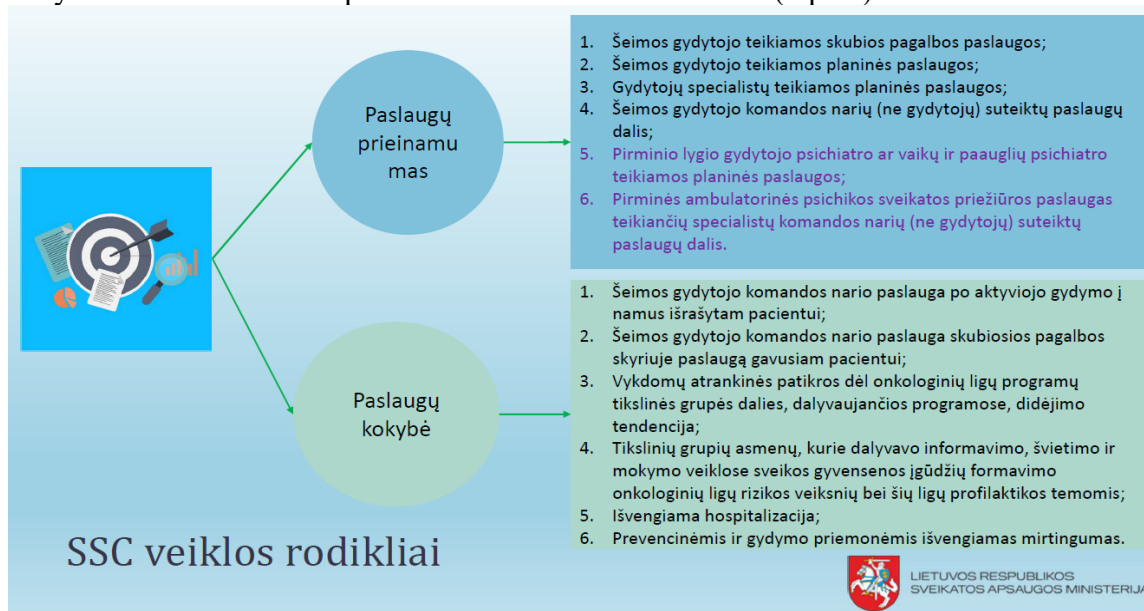 Paslaugų
prieinamu
mas
1. Šeimos gydytojo teikiamos skubios pagalbos paslaugos;
2. Šeimos gydytojo teikiamos planinės paslaugos;
3. Gydytojų specialistų teikiamos planinės paslaugos;
4. Šeimos gydytojo komandos narių (ne gydytojų) suteiktų paslaugų
dalis;
5. Pirminio lygio gydytojo psichiatro ar vaikų ir paauglių psichiatro
teikiamos planinės paslaugos;
6. Pirminės ambulatorinės psichikos sveikatos priežiūros paslaugas
teikiančių specialistų komandos narių (ne gydytojų) suteiktų
paslaugų dalis.
Paslaugų
kokybė
1. Šeimos gydytojo komandos nario paslauga po aktyviojo gydymo į
namus išrašytam pacientui;
2. Šeimos gydytojo komandos nario paslauga skubiosios pagalbos
skyriuje paslaugą gavusiam pacientui;
3. Vykdomų atrankinės patikros dėl onkologinių ligų programų
tikslinės grupės dalies, dalyvaujančios programose, didėjimo
tendencija;
4. Tikslinių grupių asmenų, kurie dalyvavo informavimo, švietimo ir
mokymo veiklose sveikos gyvensenos įgūdžių formavimo
onkologinių ligų rizikos veiksnių bei šių ligų profilaktikos temomis;
5. Išvengiama hospitalizacija;
6. Prevencinėmis ir gydymo priemonėmis išvengiamas mirtingumas.
SSC veiklos rodikliai
LIETUVOS RESPUBLIKOS
SVEIKATOS APSAUGOS MINISTERIJA